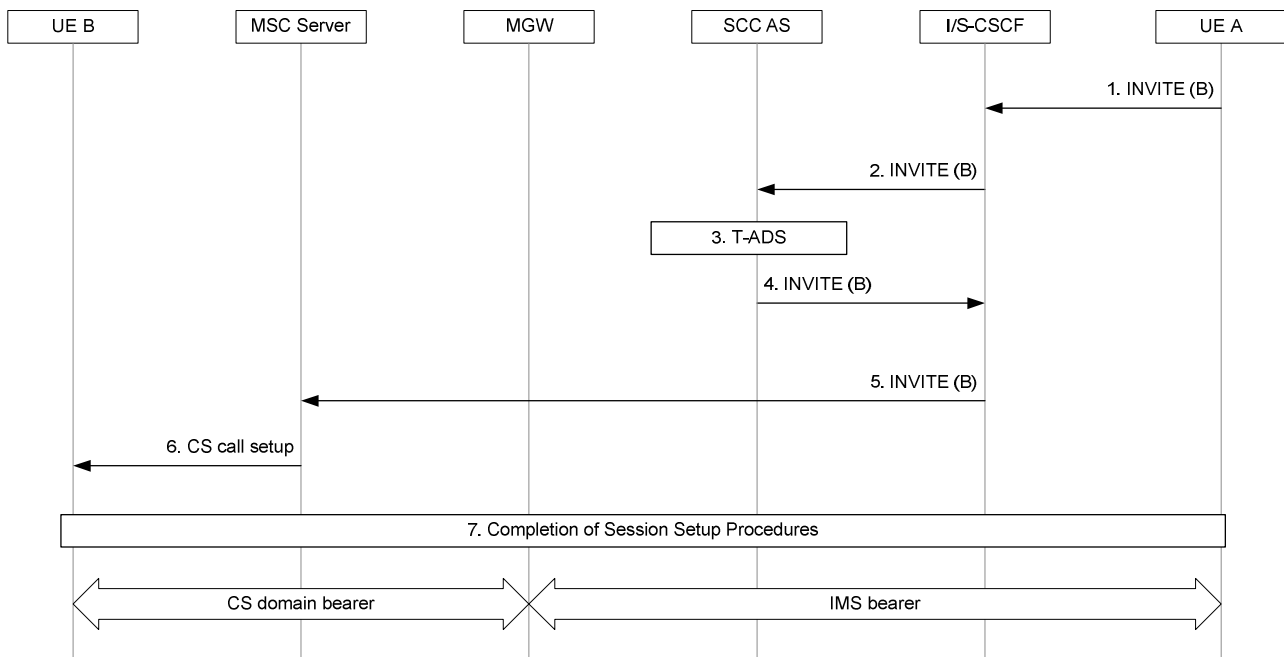 UE B
MSC Server
MGW
SCC AS
I/S-CSCF
UE A
1. INVITE (B)
2. INVITE (B)
3. T-ADS
4. INVITE (B)
5. INVITE (B)
6. CS call setup
7. Completion of Session Setup Procedures
CS domain bearer
IMS bearer